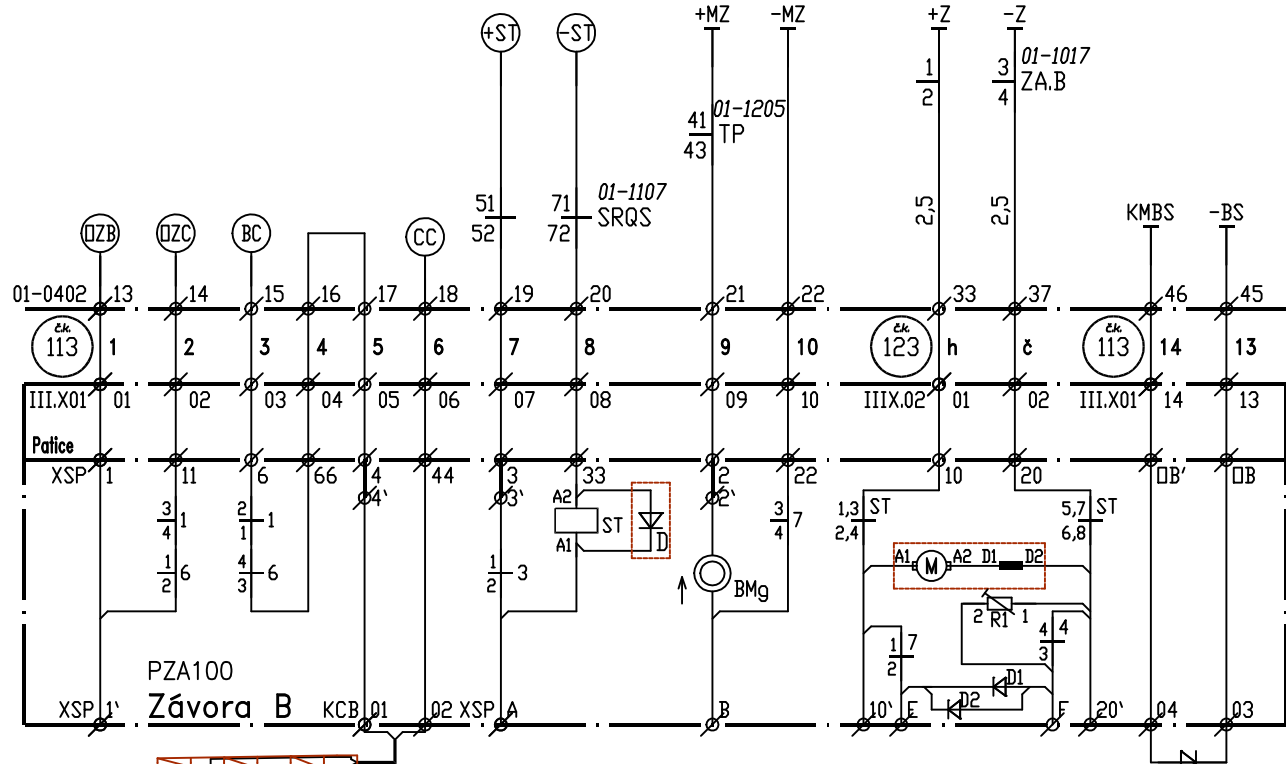 +ST -ST +MZ -MZ +Z -Z
01-1017
1 3 ZA.B
2 4
01-1205
41 TP
43
01-1107
51 71 SRQS
52 72
2,5 2,5
KMBS -BS
BC CC
01-0402 13 14 15 16 17 18 19 20 21 22 33 37 46 45
č.k. č.k. č.k.
113 1 2 3 4 5 6 7 8 9 10 123 h č 113 14 13
III.X01 01 02 03 04 05 06 07 08 09 10 IIIX.02 01 02 III.X01 14 13
Patice
XSP 1 11 6 66 4 44 3 33 2 22 10 20 OB' OB
4' 3' 2'
A2 ST D
A1
3 1 2 1 3 7 1,3 ST 5,7 ST
4 1 4 2,4 6,8
1 6 4 6 1 3
2 3 2
A1 M A2 D1 D2
BMg
2 R1 1
1 7 4 4
2 3
D1
D2
PZA100
Závora B
XSP 1' KCB 01 02 XSP A B 10' E F 20' 04 03